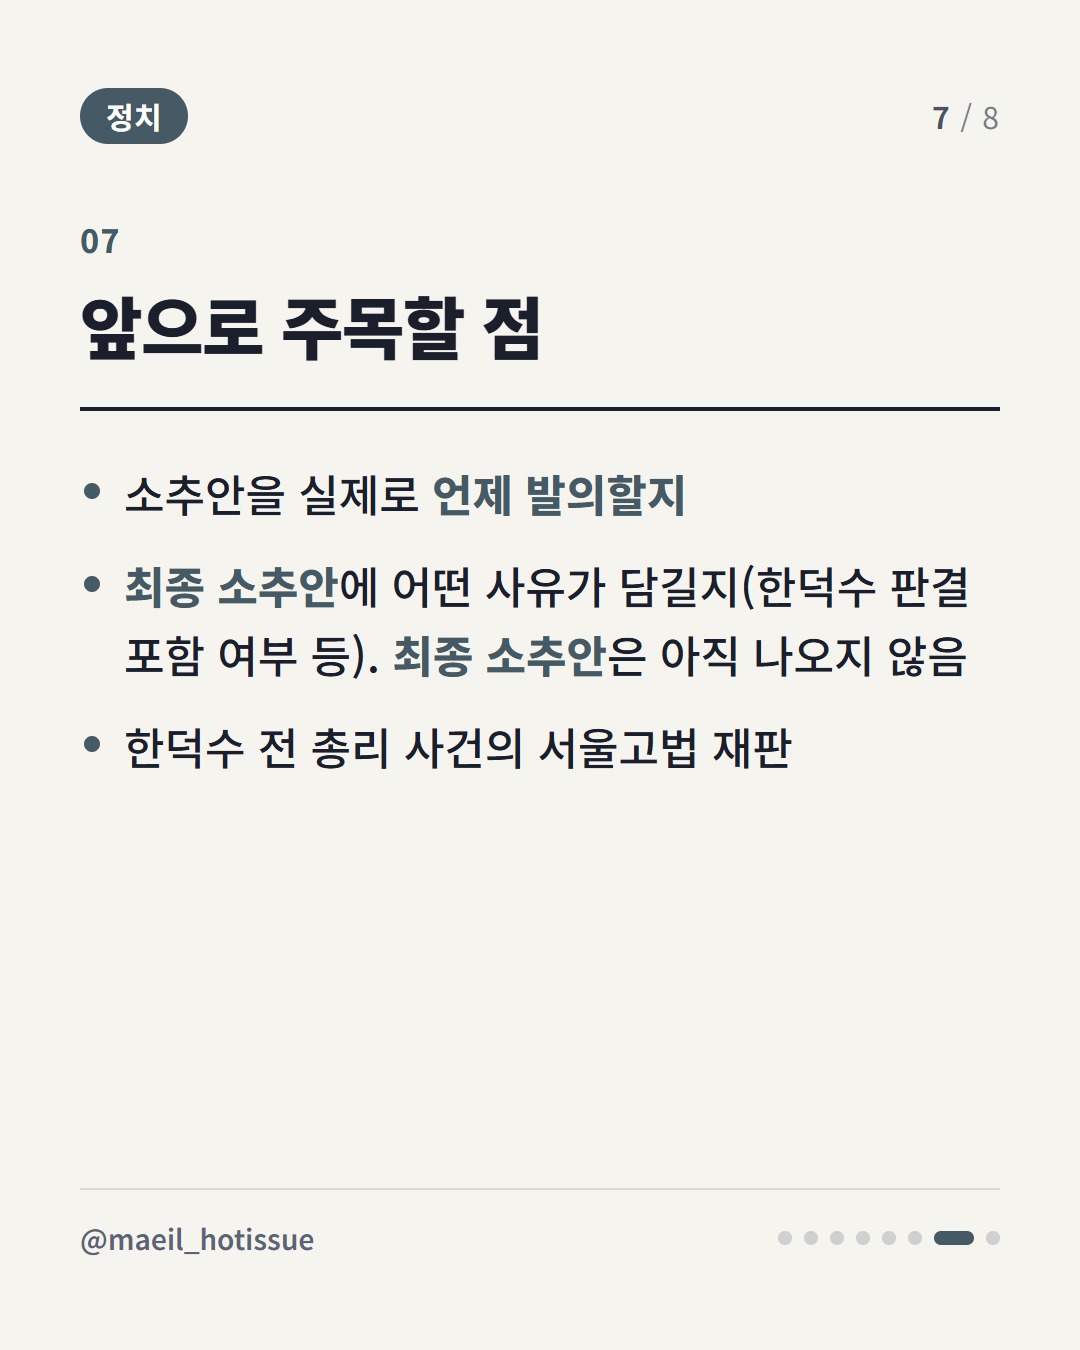 정치
7 / 8
07
앞으로 주목할 점
소추안을 실제로 언제 발의할지
최종 소추안에 어떤 사유가 담길지(한덕수 판결
포함 여부 등). 최종 소추안은 아직 나오지 않음
한덕수 전 총리 사건의 서울고법 재판
@maeil_hotissue